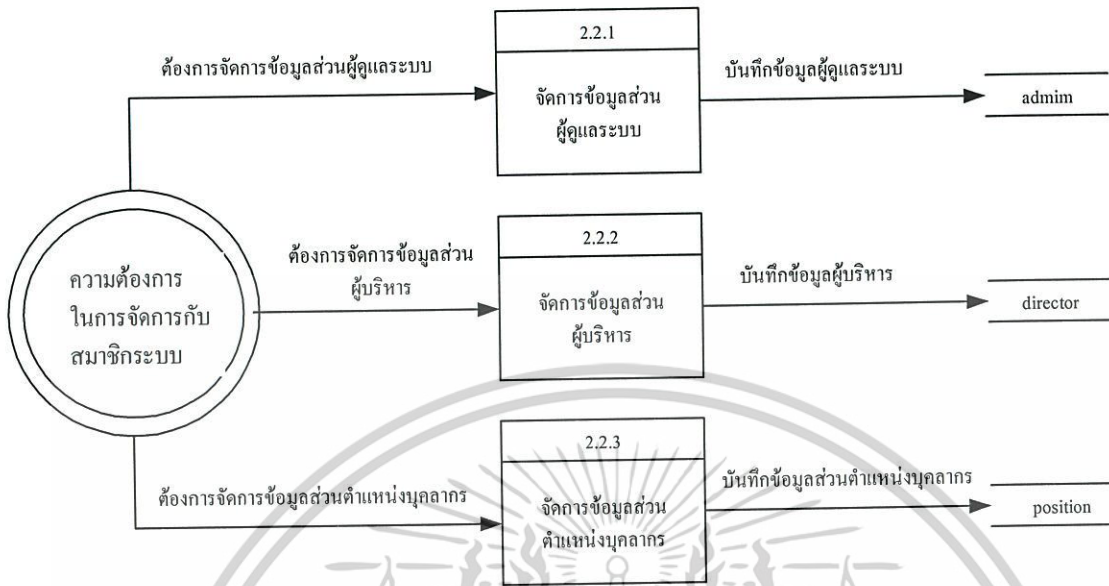 2.2.1
ต้องการจัดการข้อมูลส่วนผู้ดูแลระบบ
จัดการข้อมูลส่วน
ผู้ดูแลระบบ
บันทึกข้อมูลผู้ดูแลระบบ
admim
ความต้องการ
ในการจัดการกับ
สมาชิกระบบ
ต้องการจัดการข้อมูลส่วน
ผู้บริหาร
2.2.2
จัดการข้อมูลส่วน
ผู้บริหาร
บันทึกข้อมูลผู้บริหาร
director
ต้องการจัดการข้อมูลส่วนตำแหน่งบุคลากร
2.2.3
จัดการข้อมูลส่วน
ตำแหน่งบุคลากร
บันทึกข้อมูลส่วนตำแหน่งบุคลากร
position